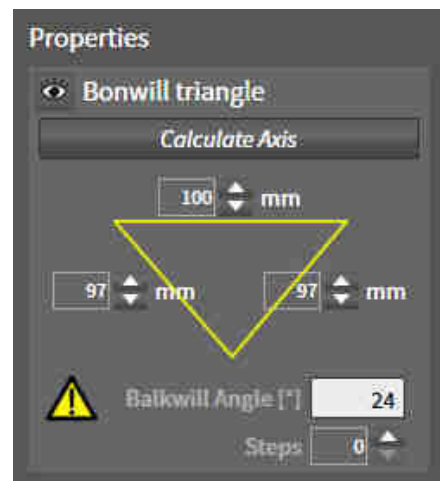 Properties
Bonwill triangle
Calculate Axis
100 mm
97 mm 97 mm
Balkwill Angle [°] 24
Steps 0